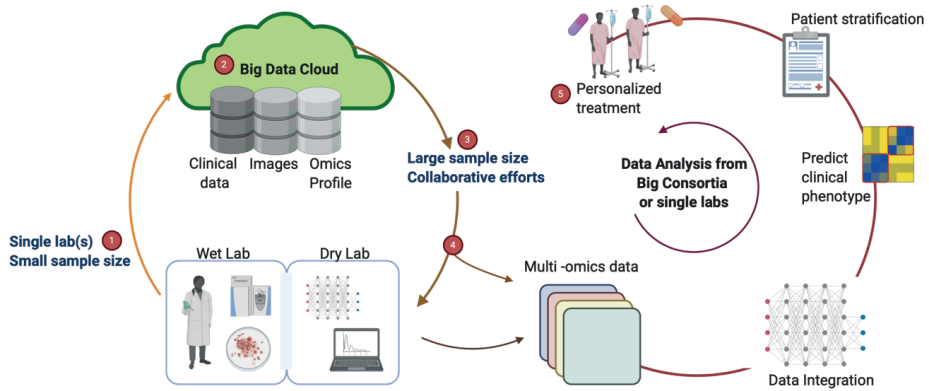 Patient stratification
2
Big Data Cloud
5
Personalized
treatment
3
Clinical
data
Images
Omics
Profile
Large sample size
Collaborative efforts
Data Analysis from
Big Consortia
or single labs
Predict
clinical
phenotype
Single lab(s)
1
Small sample size
4
Wet Lab
Dry Lab
Multi -omics data
Data Integration